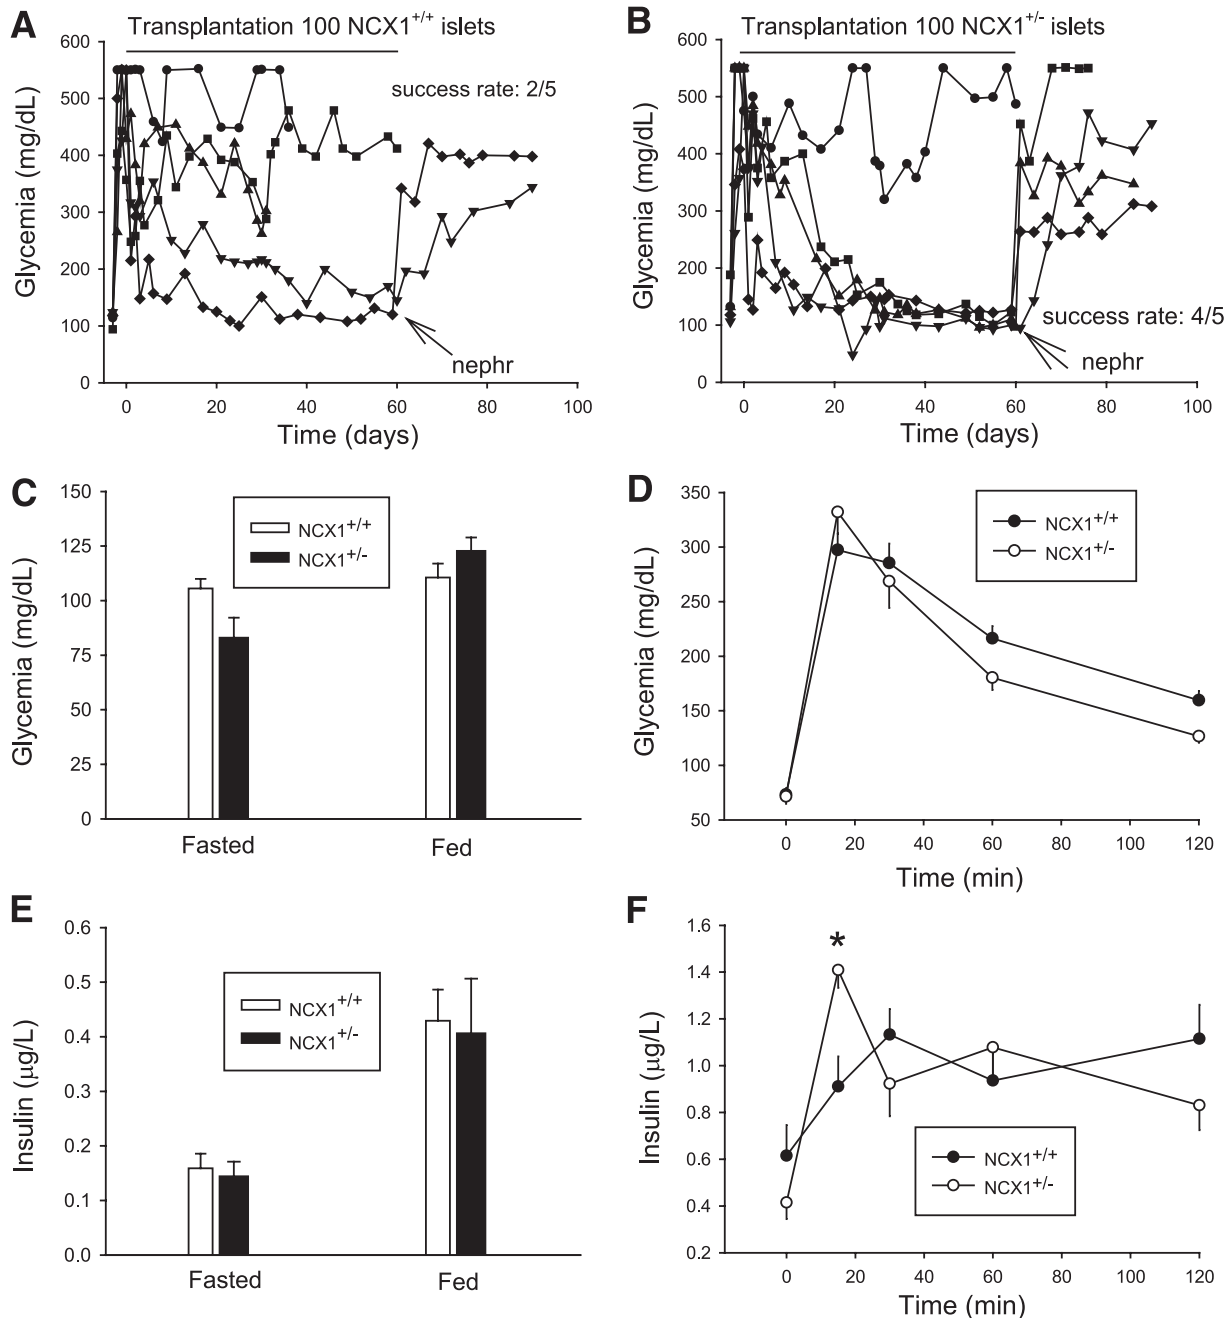 A
Transplantation 100 NCX1+/+ islets
600
500
400
300
200
100
0
Glycemia (mg/dL)
success rate: 2/5
nephr
0
20
40
60
80
100
Time (days)
B
Transplantation 100 NCX1+/- islets
600
500
400
300
200
100
0
Glycemia (mg/dL)
success rate: 4/5
nephr
0
20
40
60
80
100
Time (days)
C
150
125
100
75
50
25
0
Glycemia (mg/dL)
NCX1+/+
NCX1+/-
Fasted
Fed
D
350
300
250
200
150
100
50
Glycemia (mg/dL)
NCX1+/+
NCX1+/-
0
20
40
60
80
100
120
Time (min)
E
0.6
0.5
0.4
0.3
0.2
0.1
0.0
Insulin (μg/L)
NCX1+/+
NCX1+/-
Fasted
Fed
F
1.6
1.4
1.2
1.0
0.8
0.6
0.4
0.2
Insulin (μg/L)
*
NCX1+/+
NCX1+/-
0
20
40
60
80
100
120
Time (min)